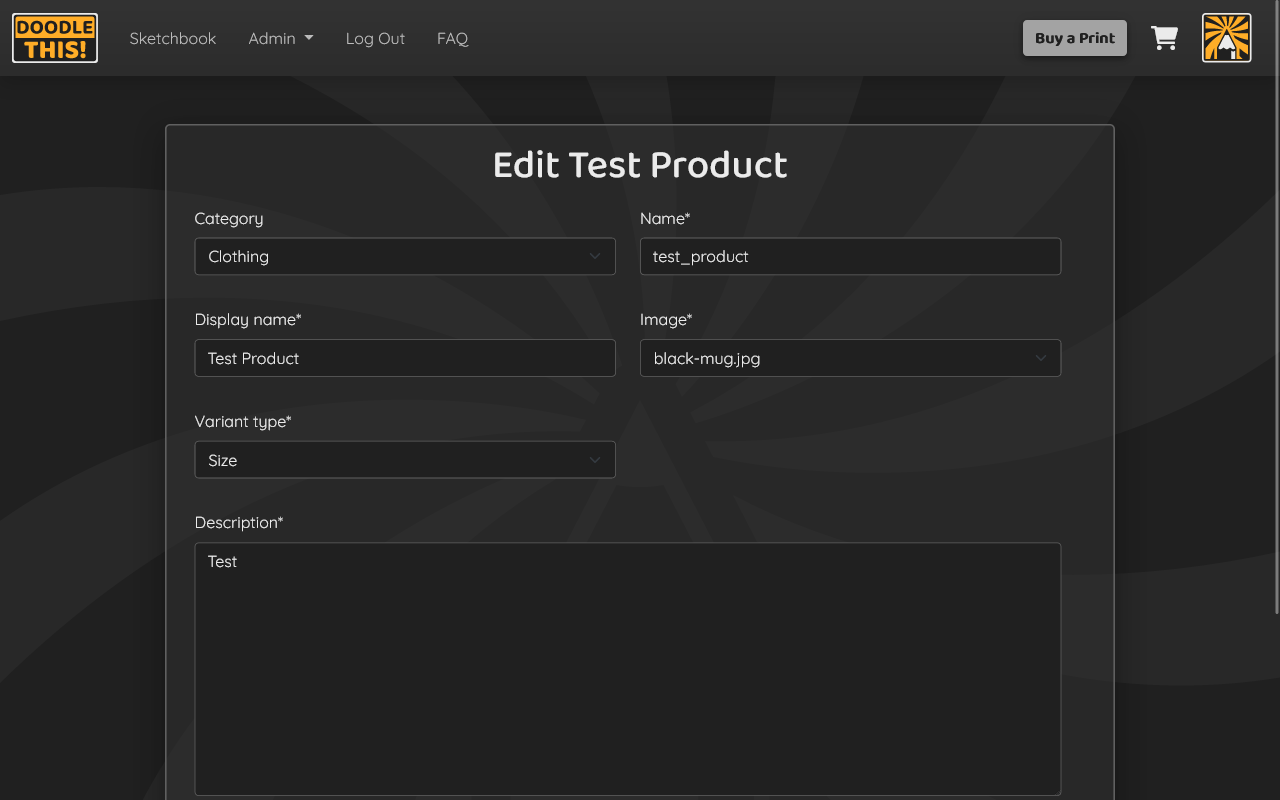 DOODLE
THIS!
Sketchbook
Admin
Log Out
FAQ
Buy a Print
Edit Test Product
Category
Name*
Clothing
test_product
Display name*
Image*
Test Product
black-mug.jpg
Variant type*
Size
Description*
Test